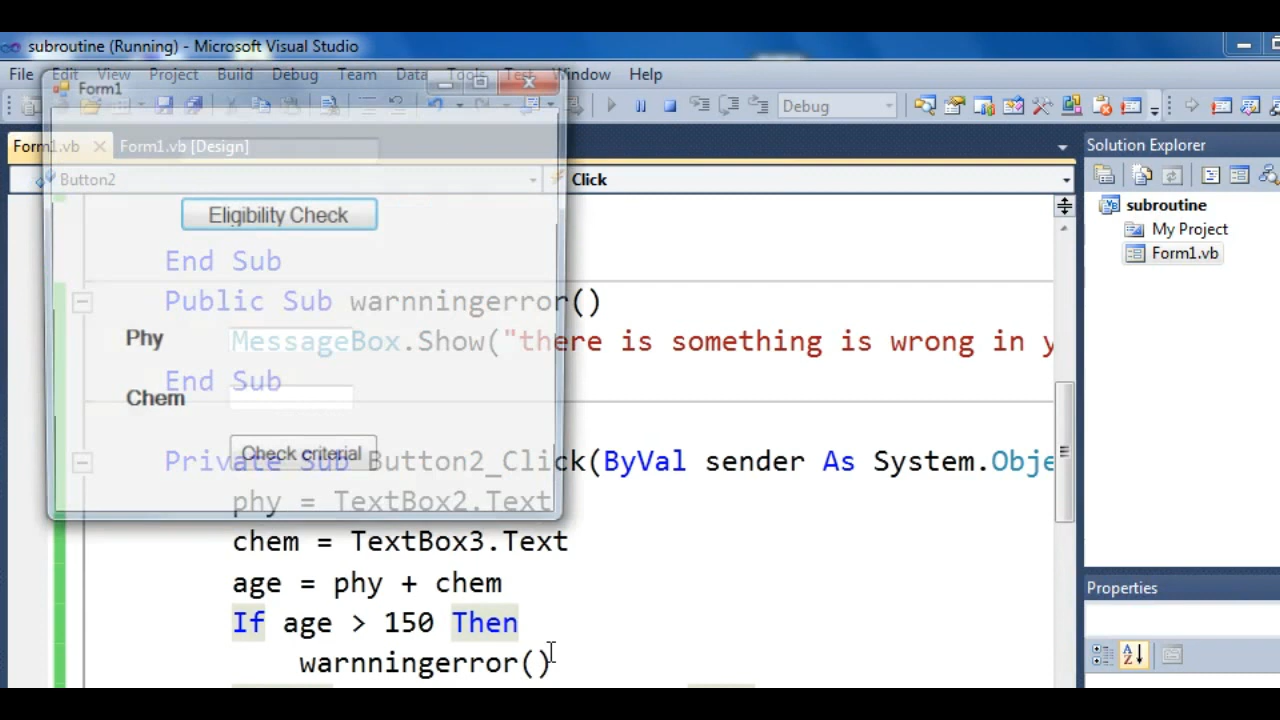 subroutine (Running) - Microsoft Visual Studio
File Edit View Project Build Debug Team Data Tools Test Window Help
Form1
Debug
Form1.vb Form1.vb [Design]
Solution Explorer
Button2 Click
Eligibility Check
subroutine
My Project
Form1.vb
End Sub
Public Sub warnningerror()
Phy
MessageBox.Show("there is something is wrong in y
End Sub
Chem
Check criterial
Private Sub Button2_Click(ByVal sender As System.Obje
phy = TextBox2.Text
chem = TextBox3.Text
age = phy + chem
If age > 150 Then
warnningerror()
Properties